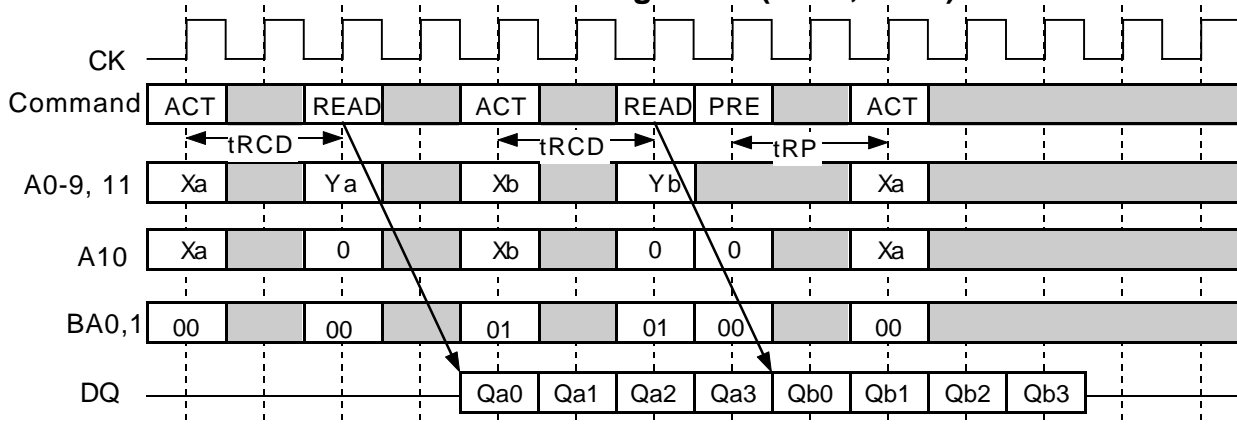 CK
Command ACT READ ACT READ PRE ACT
tRCD tRCD tRP
A0-9, 11 Xa Ya Xb Yb Xa
A10 Xa 0 Xb 0 0 Xa
BA0,1 00 00 01 01 00 00
DQ Qa0 Qa1 Qa2 Qa3 Qb0 Qb1 Qb2 Qb3